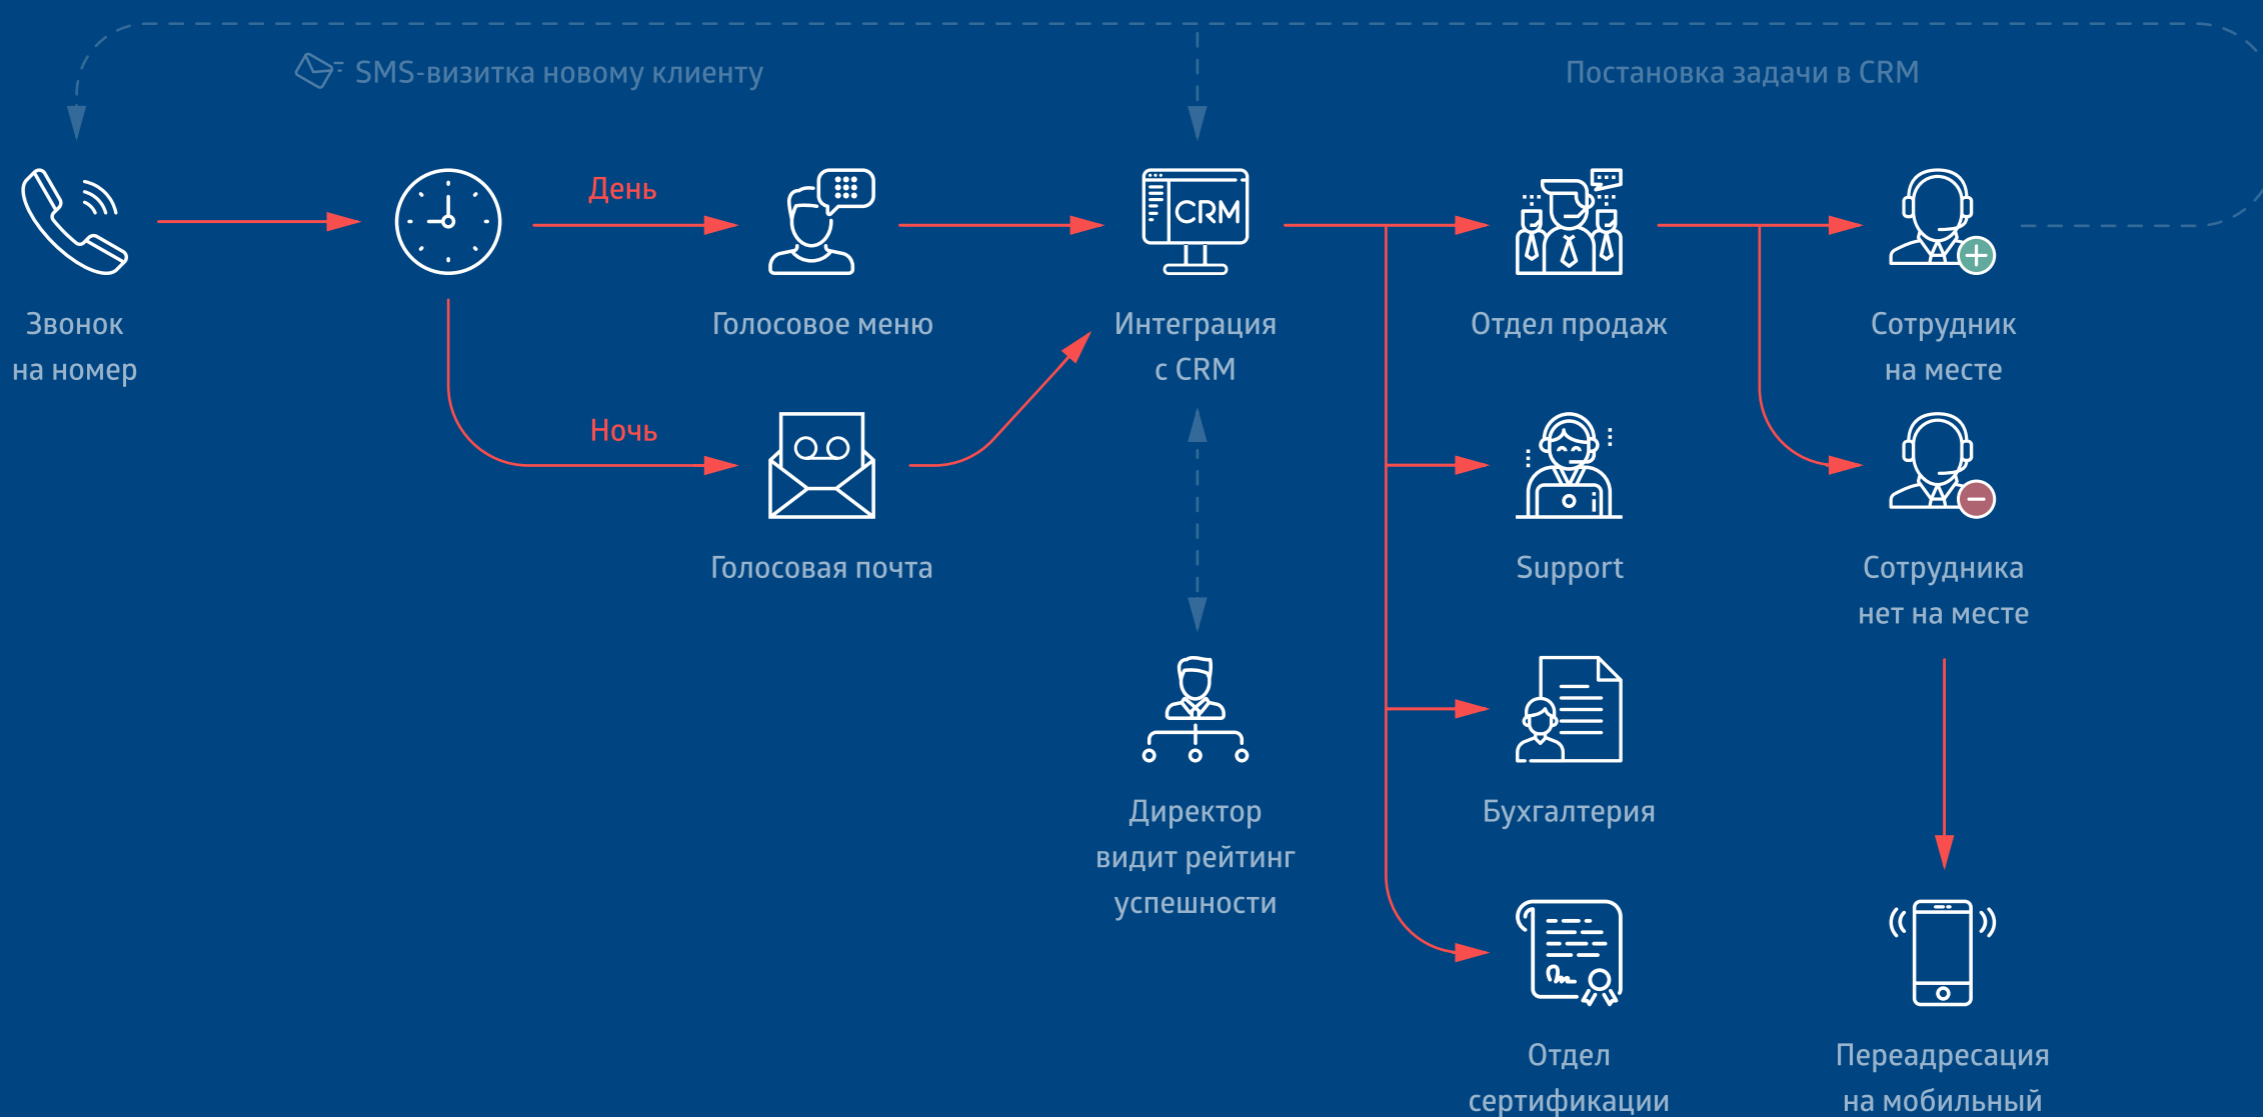 SMS-визитка новому клиенту
Постановка задачи в CRM
День
CRM
Звонок
на номер
Голосовое меню
Интеграция
с CRM
Отдел продаж
Сотрудник
на месте
Ночь
Голосовая почта
Support
Сотрудника
нет на месте
Директор
видит рейтинг
успешности
Бухгалтерия
Отдел
сертификации
Переадресация
на мобильный